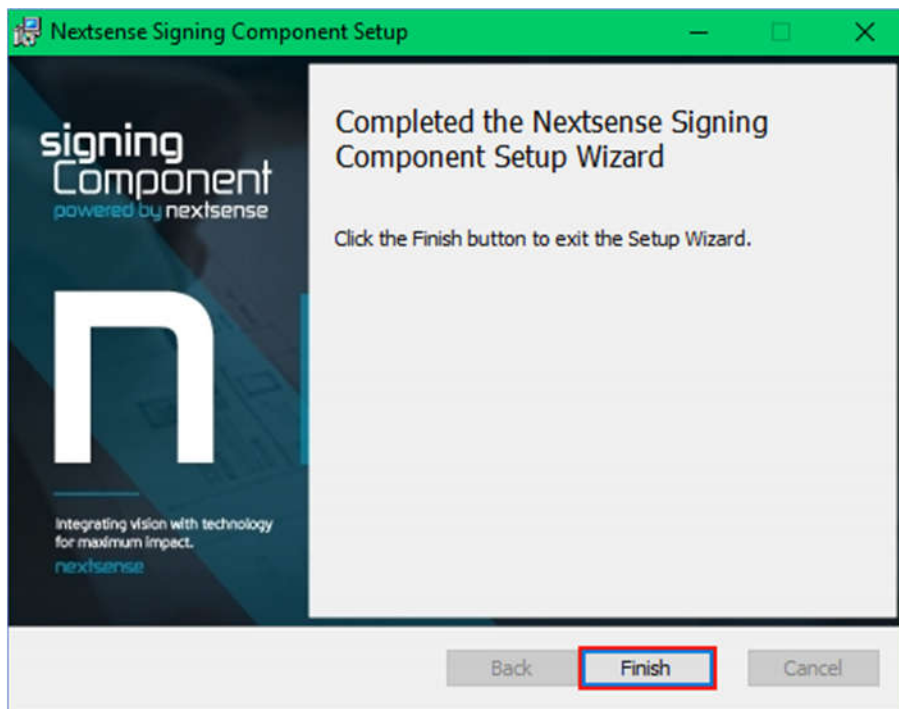 Nextsense Signing Component Setup
signing
Component
powered by nextsense
n
Integrating vision with technology
for maximum impact.
nextsense
Completed the Nextsense Signing
Component Setup Wizard
Click the Finish button to exit the Setup Wizard.
Back Finish Cancel